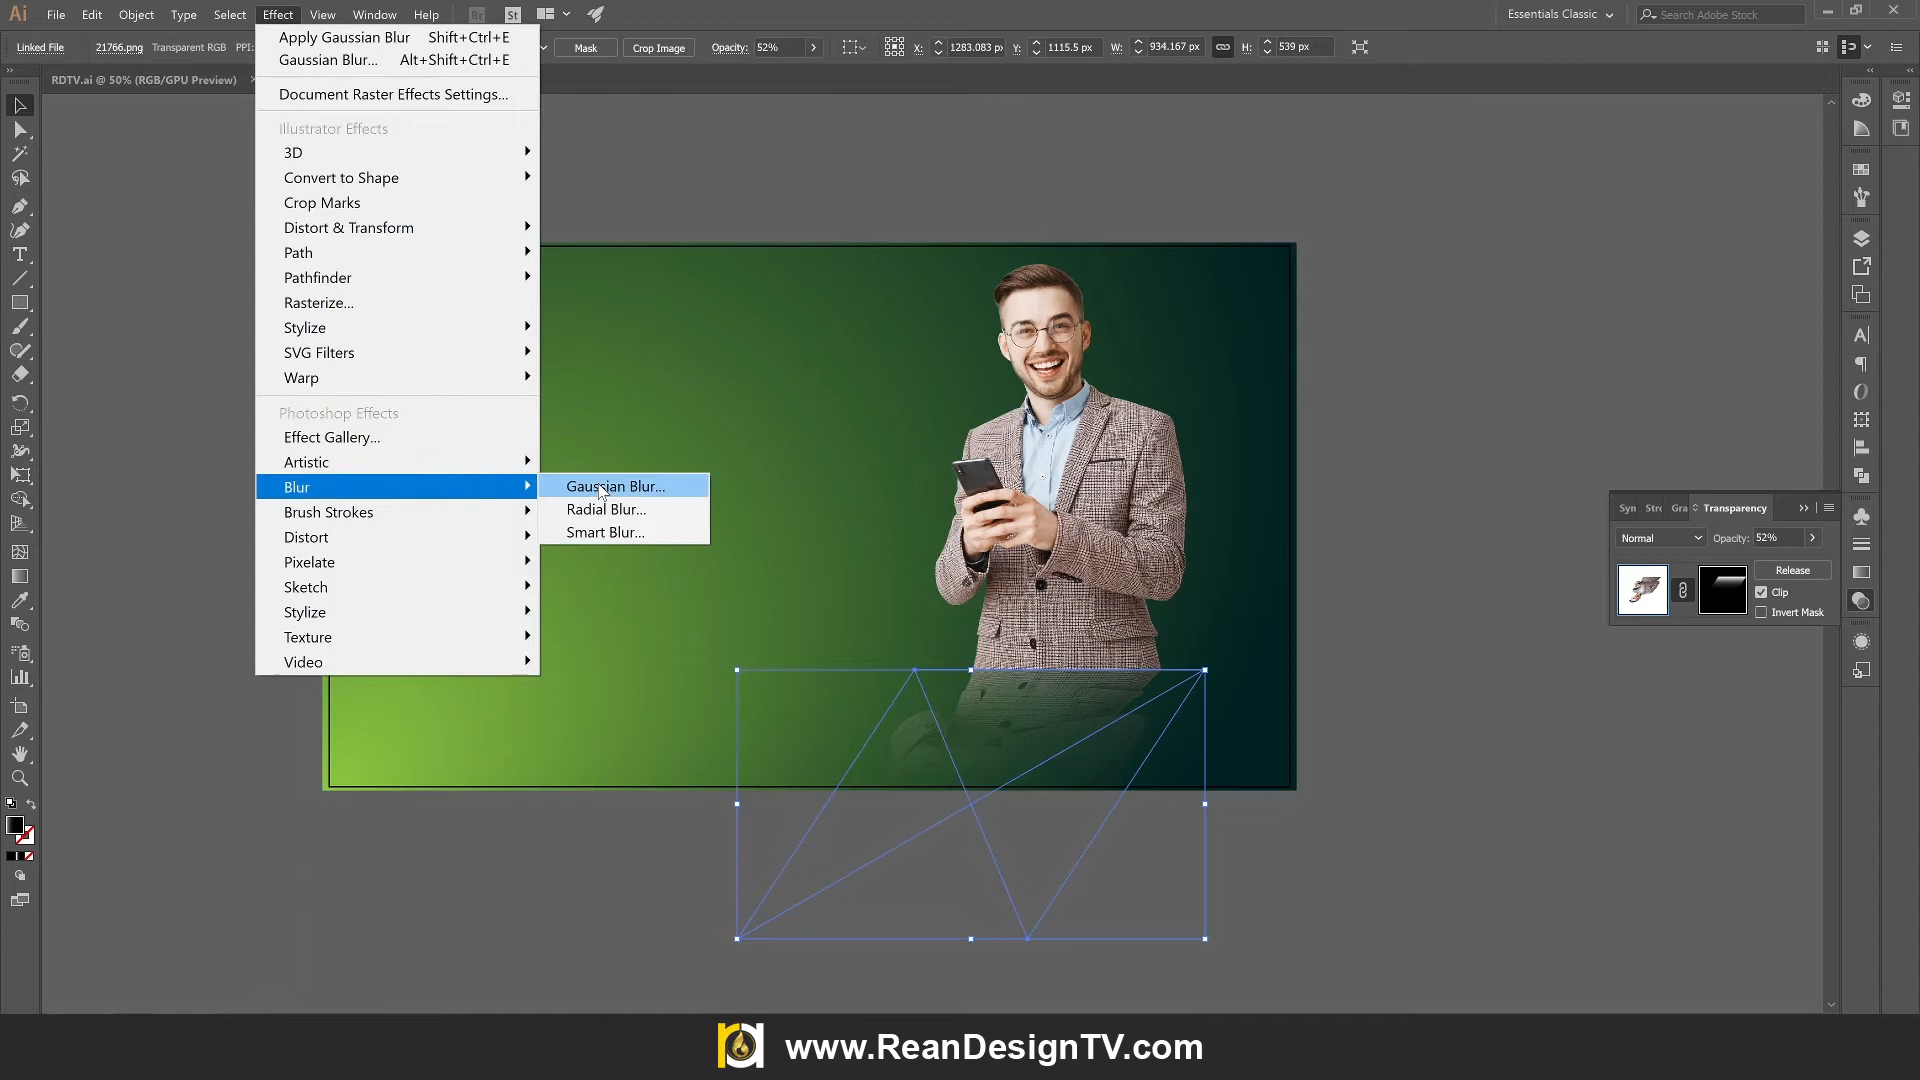 Ai File Edit Object Type Select Effect View Window Help Br St Essentials Classic Search Adobe Stock
Linked File 21766.png Transparent RGB PPI: Mask Crop Image Opacity: 52% X: 1283.083 px Y: 1115.5 px W: 934.167 px H: 539 px
RDTV.ai @ 50% (RGB/GPU Preview)
Apply Gaussian Blur Shift+Ctrl+E
Gaussian Blur... Alt+Shift+Ctrl+E
Document Raster Effects Settings...
Illustrator Effects
3D
Convert to Shape
Crop Marks
Distort & Transform
Path
Pathfinder
Rasterize...
Stylize
SVG Filters
Warp
Photoshop Effects
Effect Gallery...
Artistic
Blur
Brush Strokes
Distort
Pixelate
Sketch
Stylize
Texture
Video
Gaussian Blur...
Radial Blur...
Smart Blur...
Syn Stro Gra Transparency
Normal Opacity: 52%
Release
Clip
Invert Mask
www.ReanDesignTV.com